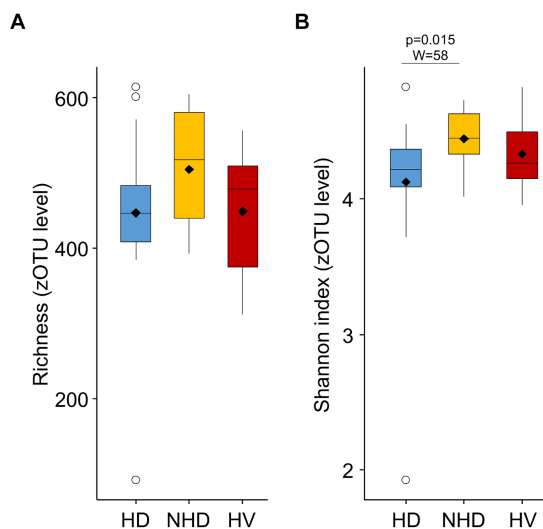 A
B
p=0.015
W=58
Richness (zOTU level)
600
400
200
HD NHD HV
Shannon index (zOTU level)
4
3
2
HD NHD HV